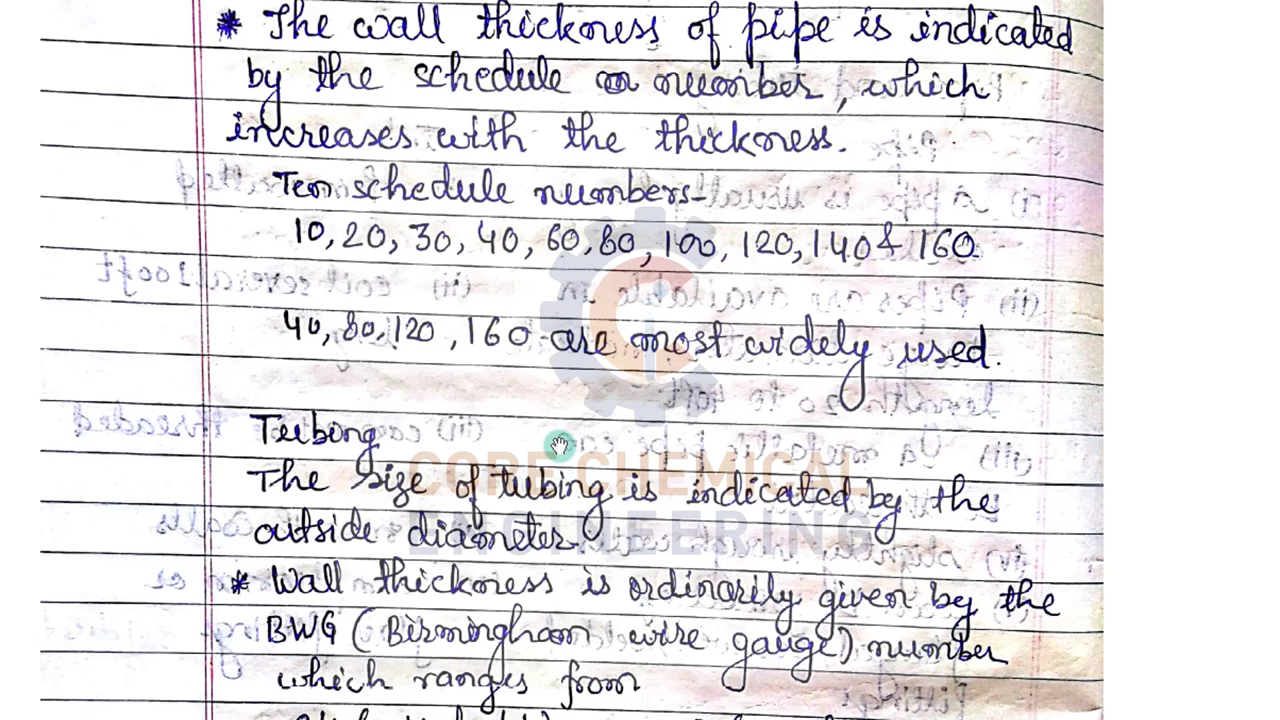 * The wall thickness of pipe is indicated
by the schedule number, which
increases with the thickness.
Ten schedule numbers-
10, 20, 30, 40, 60, 80, 100, 120, 140 & 160
40, 80, 120, 160 are most widely used.
Tubing
The size of tubing is indicated by the
outside diameter.
* Wall thickness is ordinarily given by the
BWG (Birmingham wire gauge) number
which ranges from
CORE CHEMICAL
ENGINEERING